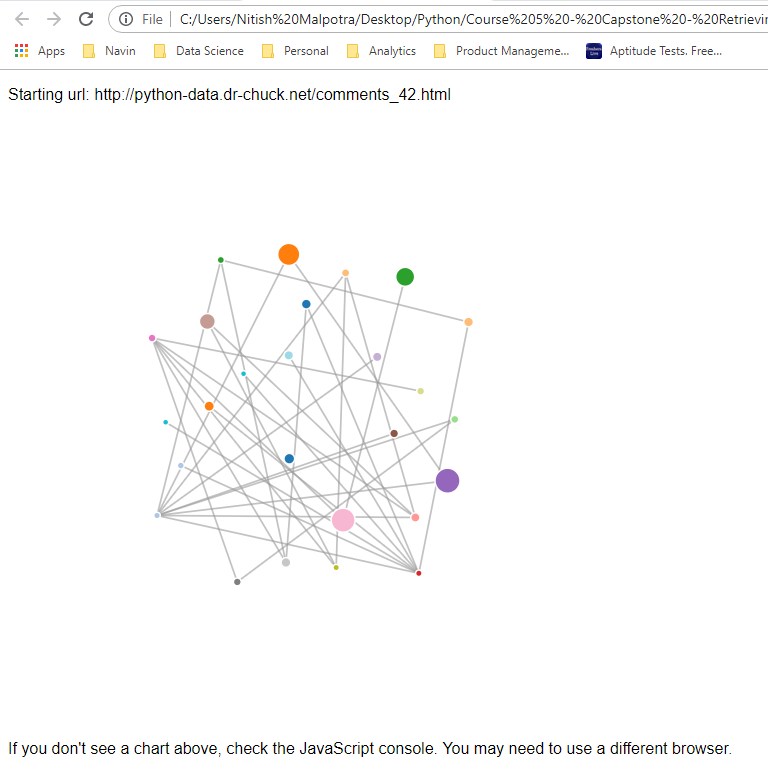 File C:/Users/Nitish%20Malpotra/Desktop/Python/Course%205%20-%20Capstone%20-%20Retrievin
Apps Navin Data Science Personal Analytics Product Manageme... Aptitude Tests. Free...
Starting url: http://python-data.dr-chuck.net/comments_42.html
If you don't see a chart above, check the JavaScript console. You may need to use a different browser.